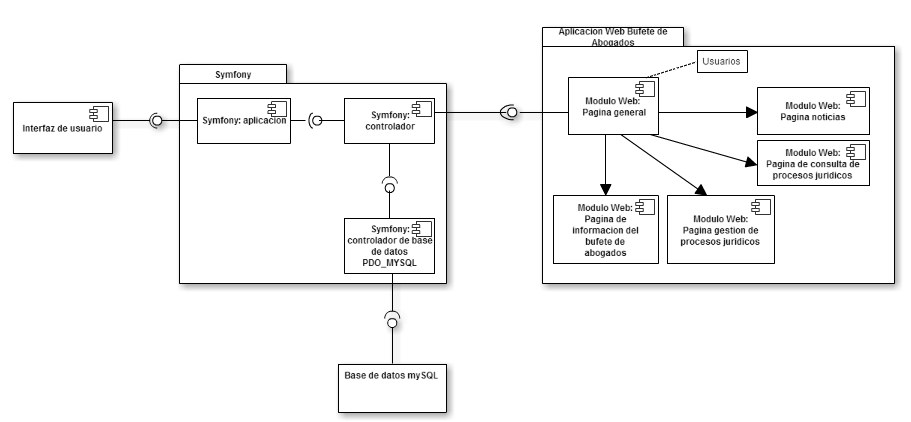 Aplicacion Web Bufete de
Abogados
Usuarios
Symfony
Modulo Web:
Pagina general
Modulo Web:
Pagina noticias
Interfaz de usuario
Symfony: aplicacion
Symfony:
controlador
Modulo Web:
Pagina de consulta de
procesos juridicos
Modulo Web:
Pagina de
informacion del
bufete de
abogados
Modulo Web:
Pagina gestion de
procesos juridicos
Symfony:
controlador de base
de datos
PDO_MYSQL
Base de datos mySQL